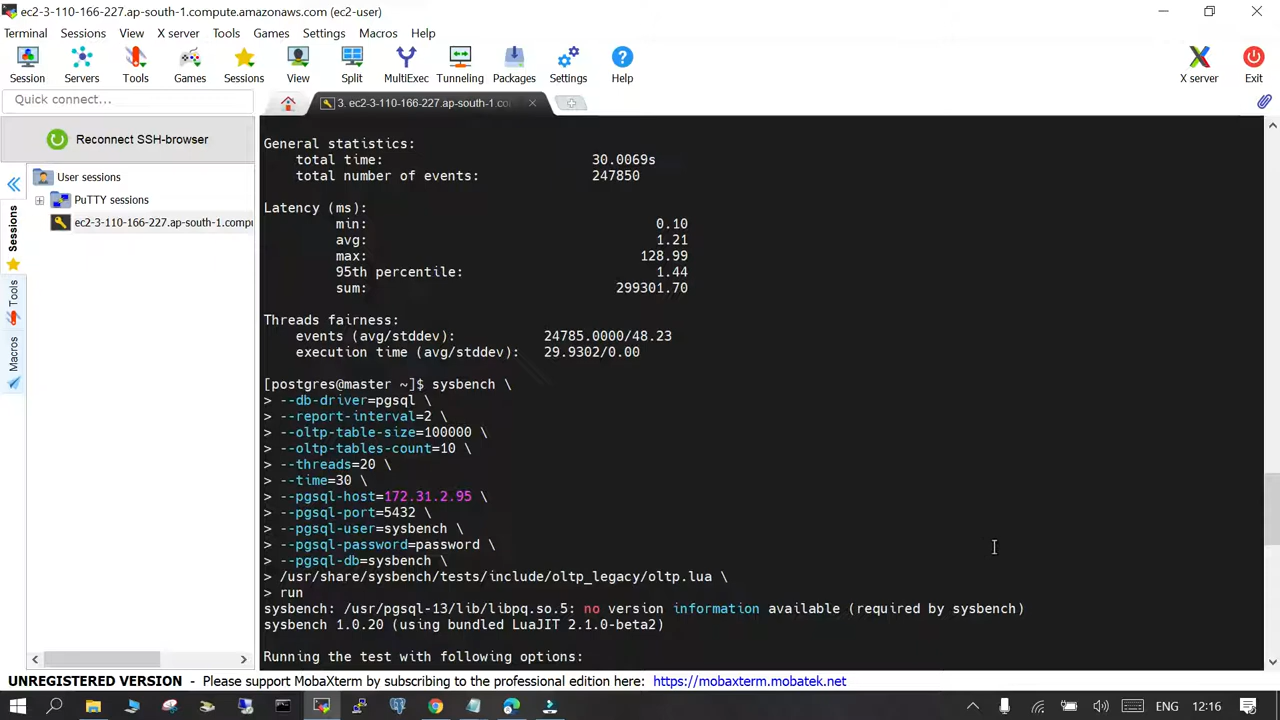 ec2-3-110-166-227.ap-south-1.compute.amazonaws.com (ec2-user)
Terminal Sessions View X server Tools Games Settings Macros Help
Session Servers Tools Games Sessions View Split MultiExec Tunneling Packages Settings Help X server Exit
Quick connect...
3. ec2-3-110-166-227.ap-south-1.co
Reconnect SSH-browser
User sessions
PuTTY sessions
ec2-3-110-166-227.ap-south-1.compu
Sessions
Tools
Macros
General statistics:
total time: 30.0069s
total number of events: 247850
Latency (ms):
min: 0.10
avg: 1.21
max: 128.99
95th percentile: 1.44
sum: 299301.70
Threads fairness:
events (avg/stddev): 24785.0000/48.23
execution time (avg/stddev): 29.9302/0.00
[postgres@master ~]$ sysbench \
> --db-driver=pgsql \
> --report-interval=2 \
> --oltp-table-size=100000 \
> --oltp-tables-count=10 \
> --threads=20 \
> --time=30 \
> --pgsql-host=172.31.2.95 \
> --pgsql-port=5432 \
> --pgsql-user=sysbench \
> --pgsql-password=password \
> --pgsql-db=sysbench \
> /usr/share/sysbench/tests/include/oltp_legacy/oltp.lua \
> run
sysbench: /usr/pgsql-13/lib/libpq.so.5: no version information available (required by sysbench)
sysbench 1.0.20 (using bundled LuaJIT 2.1.0-beta2)
Running the test with following options:
UNREGISTERED VERSION - Please support MobaXterm by subscribing to the professional edition here: https://mobaxterm.mobatek.net
ENG 12:16